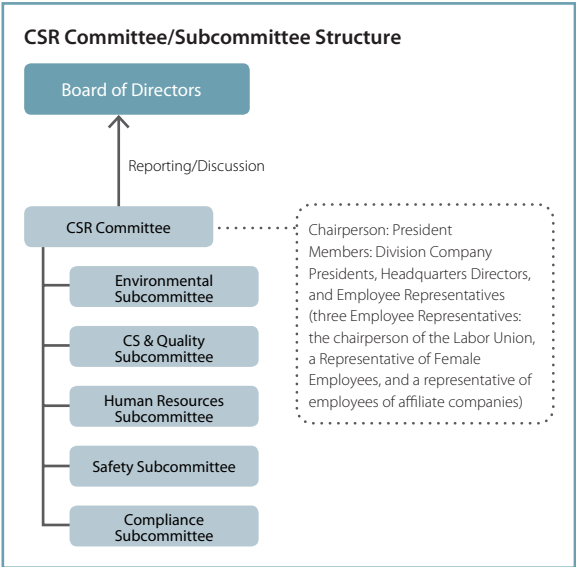 CSR Committee/Subcommittee Structure
Board of Directors
Reporting/Discussion
CSR Committee
Chairperson: President
Members: Division Company
Presidents, Headquarters Directors,
and Employee Representatives
(three Employee Representatives:
the chairperson of the Labor Union,
a Representative of Female
Employees, and a representative of
employees of affiliate companies)
Environmental
Subcommittee
CS & Quality
Subcommittee
Human Resources
Subcommittee
Safety Subcommittee
Compliance
Subcommittee